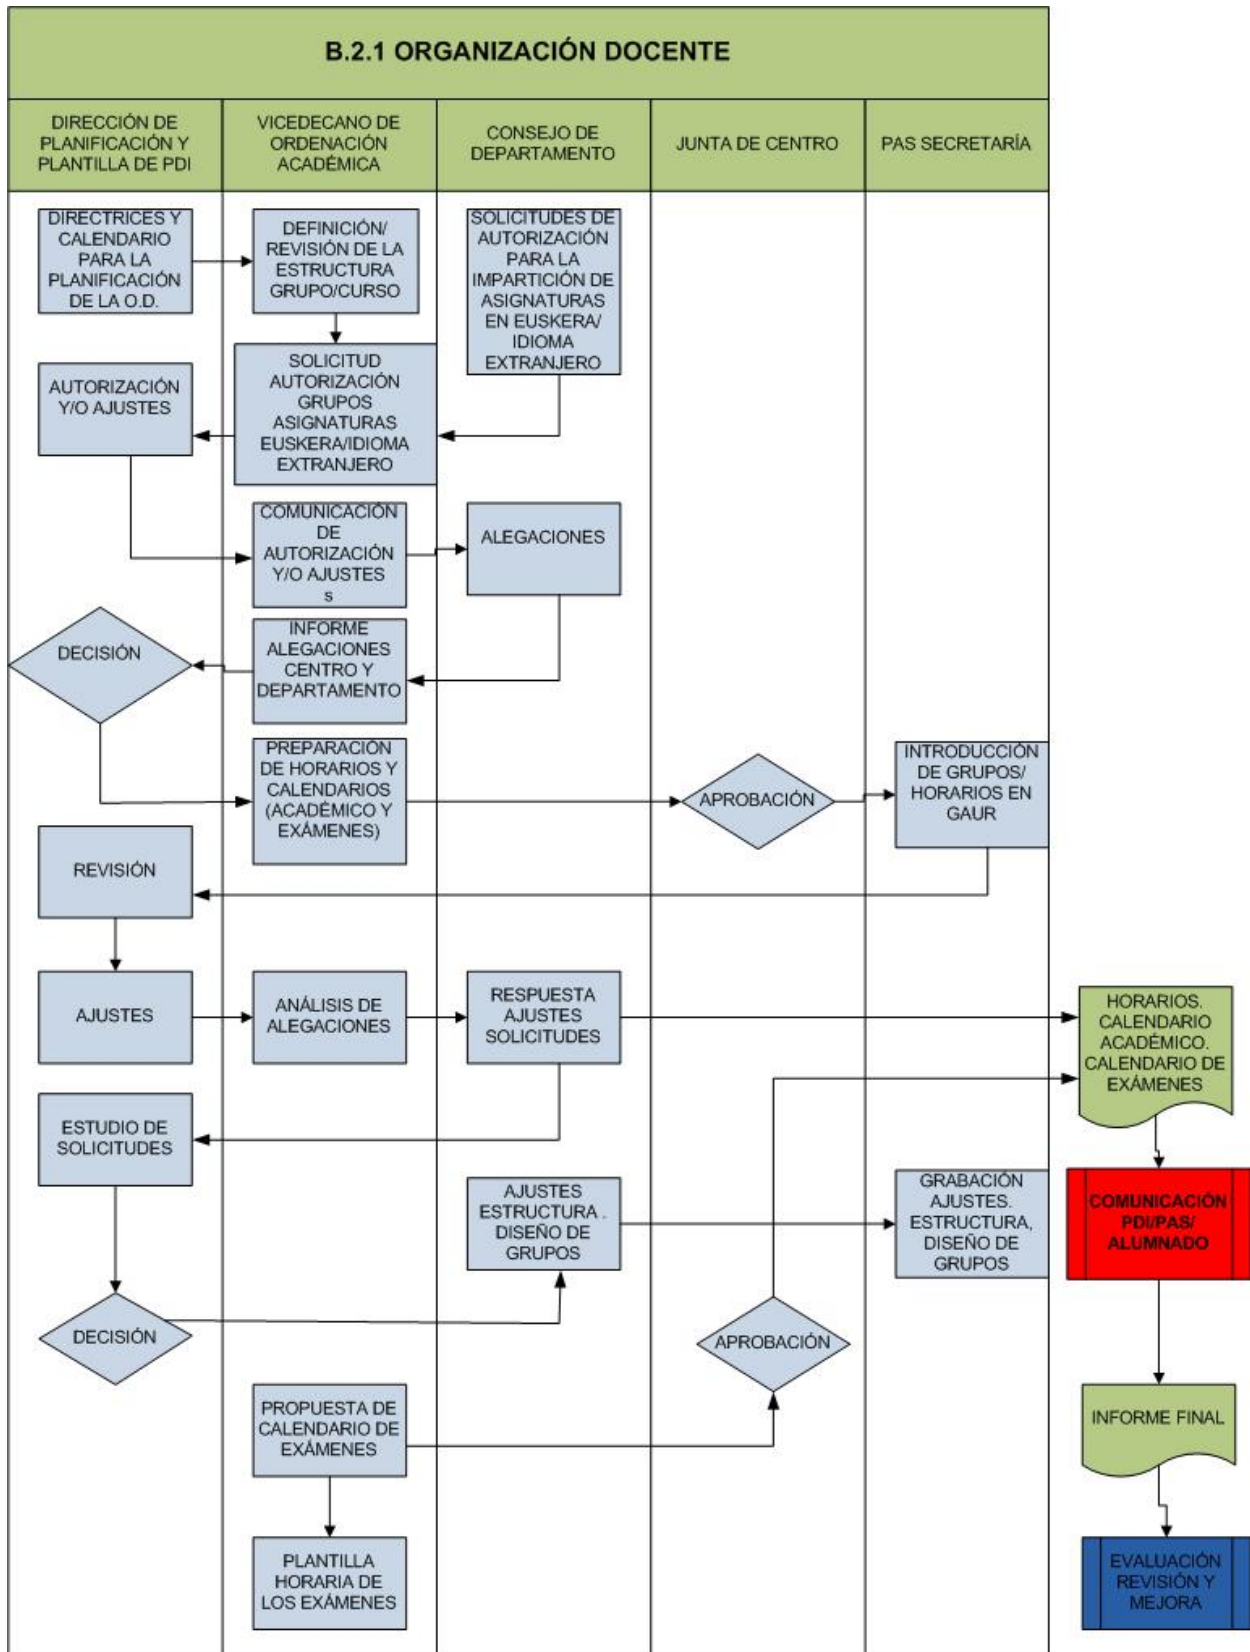 B.2.1 ORGANIZACIÓN DOCENTE
DIRECCIÓN DE
PLANIFICACIÓN Y
PLANTILLA DE PDI
VICEDECANO DE
ORDENACIÓN
ACADÉMICA
CONSEJO DE
DEPARTAMENTO
JUNTA DE CENTRO
PAS SECRETARÍA
DIRECTRICES Y
CALENDARIO
PARA LA
PLANIFICACIÓN
DE LA O.D.
DEFINICIÓN/
REVISIÓN DE LA
ESTRUCTURA
GRUPO/CURSO
SOLICITUDES DE
AUTORIZACIÓN
PARA LA
IMPARTICIÓN DE
ASIGNATURAS
EN EUSKERA/
IDIOMA
EXTRANJERO
AUTORIZACIÓN
Y/O AJUSTES
SOLICITUD
AUTORIZACIÓN
GRUPOS
ASIGNATURAS
EUSKERA/IDIOMA
EXTRANJERO
COMUNICACIÓN
DE
AUTORIZACIÓN
Y/O AJUSTES
s
ALEGACIONES
DECISIÓN
INFORME
ALEGACIONES
CENTRO Y
DEPARTAMENTO
PREPARACIÓN
DE HORARIOS Y
CALENDARIOS
(ACADÉMICO Y
EXÁMENES)
APROBACIÓN
INTRODUCCIÓN
DE GRUPOS/
HORARIOS EN
GAUR
REVISIÓN
AJUSTES
ANÁLISIS DE
ALEGACIONES
RESPUESTA
AJUSTES
SOLICITUDES
HORARIOS.
CALENDARIO
ACADÉMICO.
CALENDARIO DE
EXÁMENES
ESTUDIO DE
SOLICITUDES
AJUSTES
ESTRUCTURA .
DISEÑO DE
GRUPOS
GRABACIÓN
AJUSTES.
ESTRUCTURA,
DISEÑO DE
GRUPOS
COMUNICACIÓN
PDI/PAS/
ALUMNADO
DECISIÓN
APROBACIÓN
PROPUESTA DE
CALENDARIO DE
EXÁMENES
INFORME FINAL
PLANTILLA
HORARIA DE
LOS EXÁMENES
EVALUACIÓN
REVISIÓN Y
MEJORA